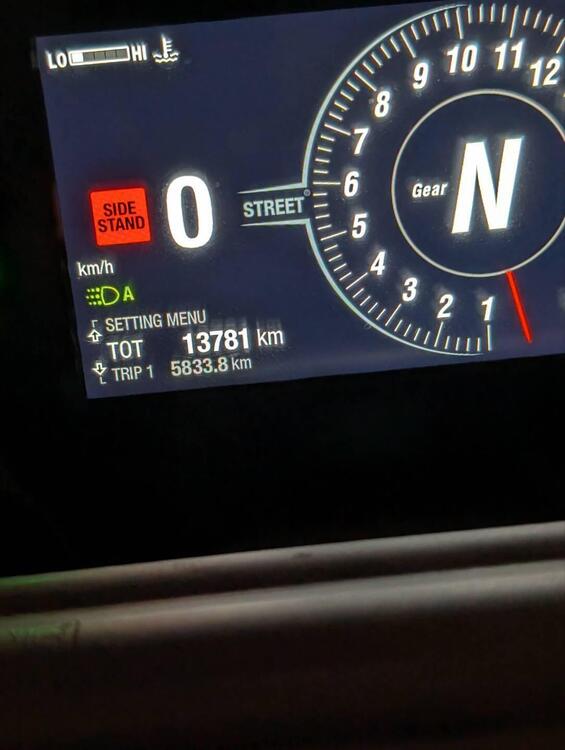 LO HI
SIDE
STAND
0
STREET
km/h
A
SETTING MENU
TOT 13781 km
TRIP 1 5833.8 km
Gear N
1
2
3
4
5
6
7
8
9
10
11
12